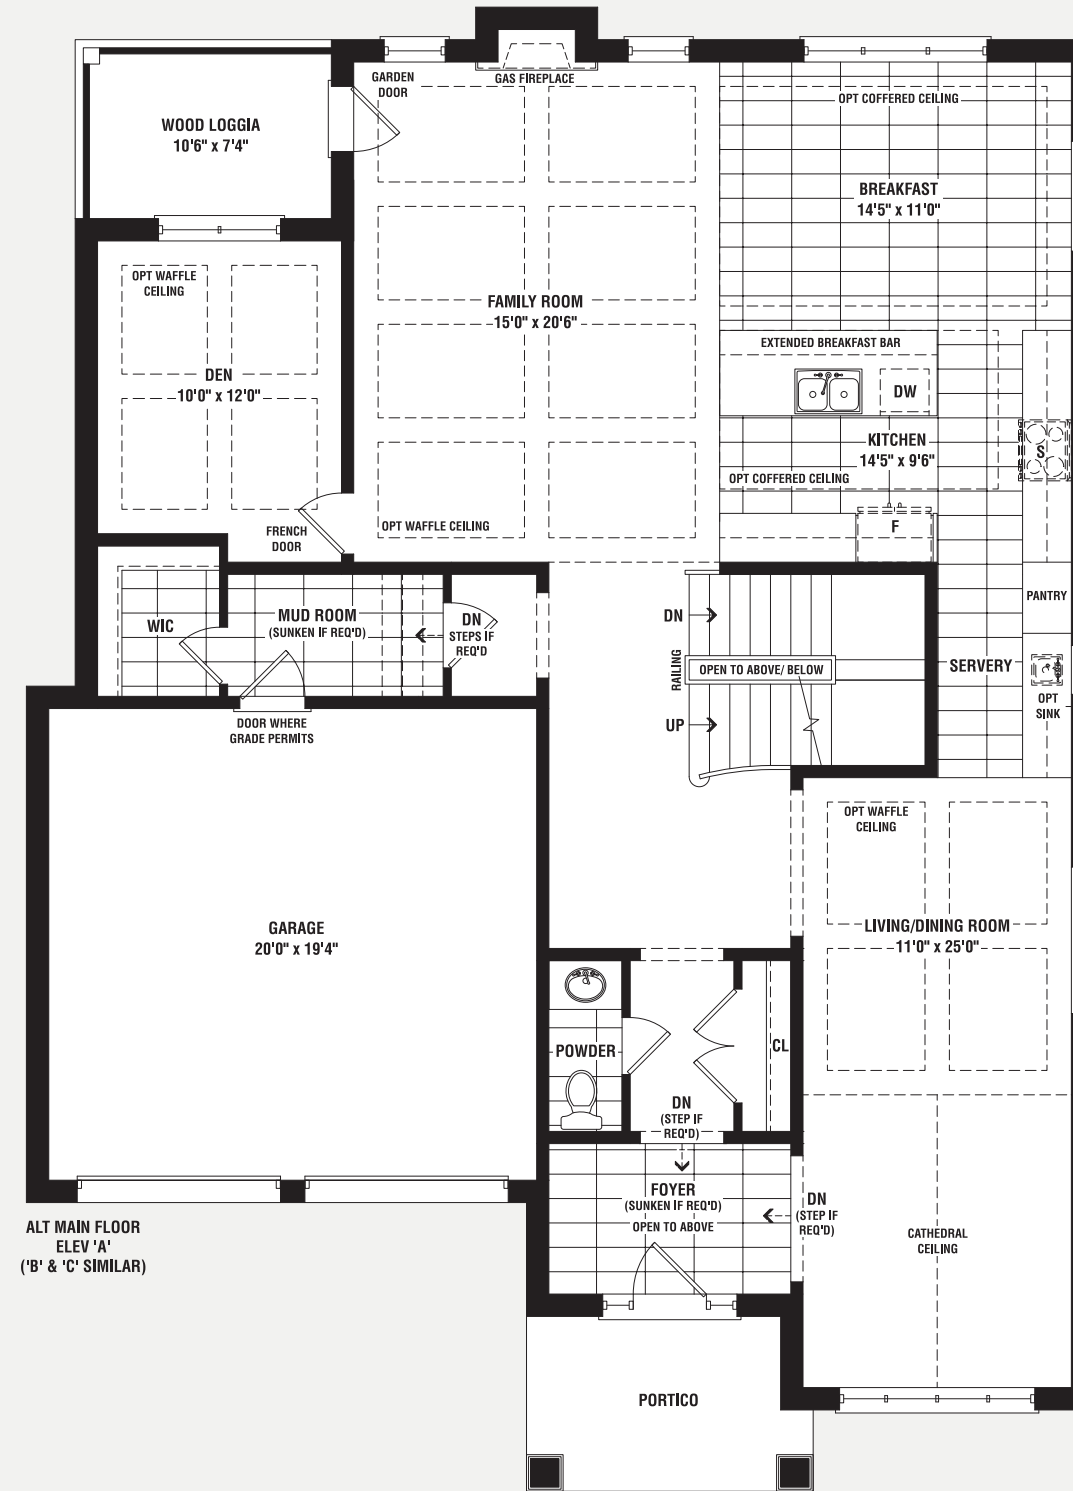 GARDEN
DOOR
GAS FIREPLACE
OPT COFFERED CEILING
WOOD LOGGIA
10'6" x 7'4"
BREAKFAST
14'5" x 11'0"
OPT WAFFLE
CEILING
FAMILY ROOM
15'0" x 20'6"
EXTENDED BREAKFAST BAR
DEN
10'0" x 12'0"
DW
KITCHEN
14'5" x 9'6"
S
OPT COFFERED CEILING
FRENCH
DOOR
OPT WAFFLE CEILING
F
WIC
MUD ROOM
(SUNKEN IF REQ'D)
DN
STEPS IF
REQ'D
DN
RAILING
OPEN TO ABOVE/ BELOW
UP
PANTRY
SERVERY
OPT
SINK
DOOR WHERE
GRADE PERMITS
OPT WAFFLE
CEILING
GARAGE
20'0" x 19'4"
LIVING/DINING ROOM
11'0" x 25'0"
POWDER
CL
DN
(STEP IF
REQ'D)
FOYER
(SUNKEN IF REQ'D)
OPEN TO ABOVE
DN
(STEP IF
REQ'D)
CATHEDRAL
CEILING
ALT MAIN FLOOR
ELEV 'A'
('B' & 'C' SIMILAR)
PORTICO